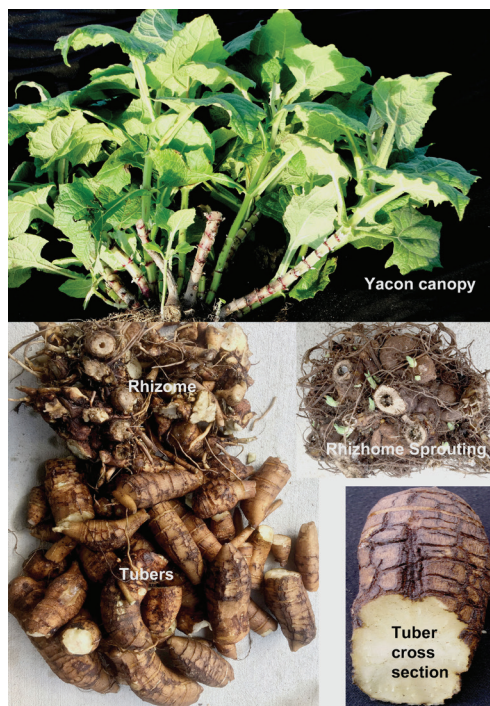 Yacon canopy
Rhizome
Rhizhome Sprouting
Tubers
Tuber
cross
section